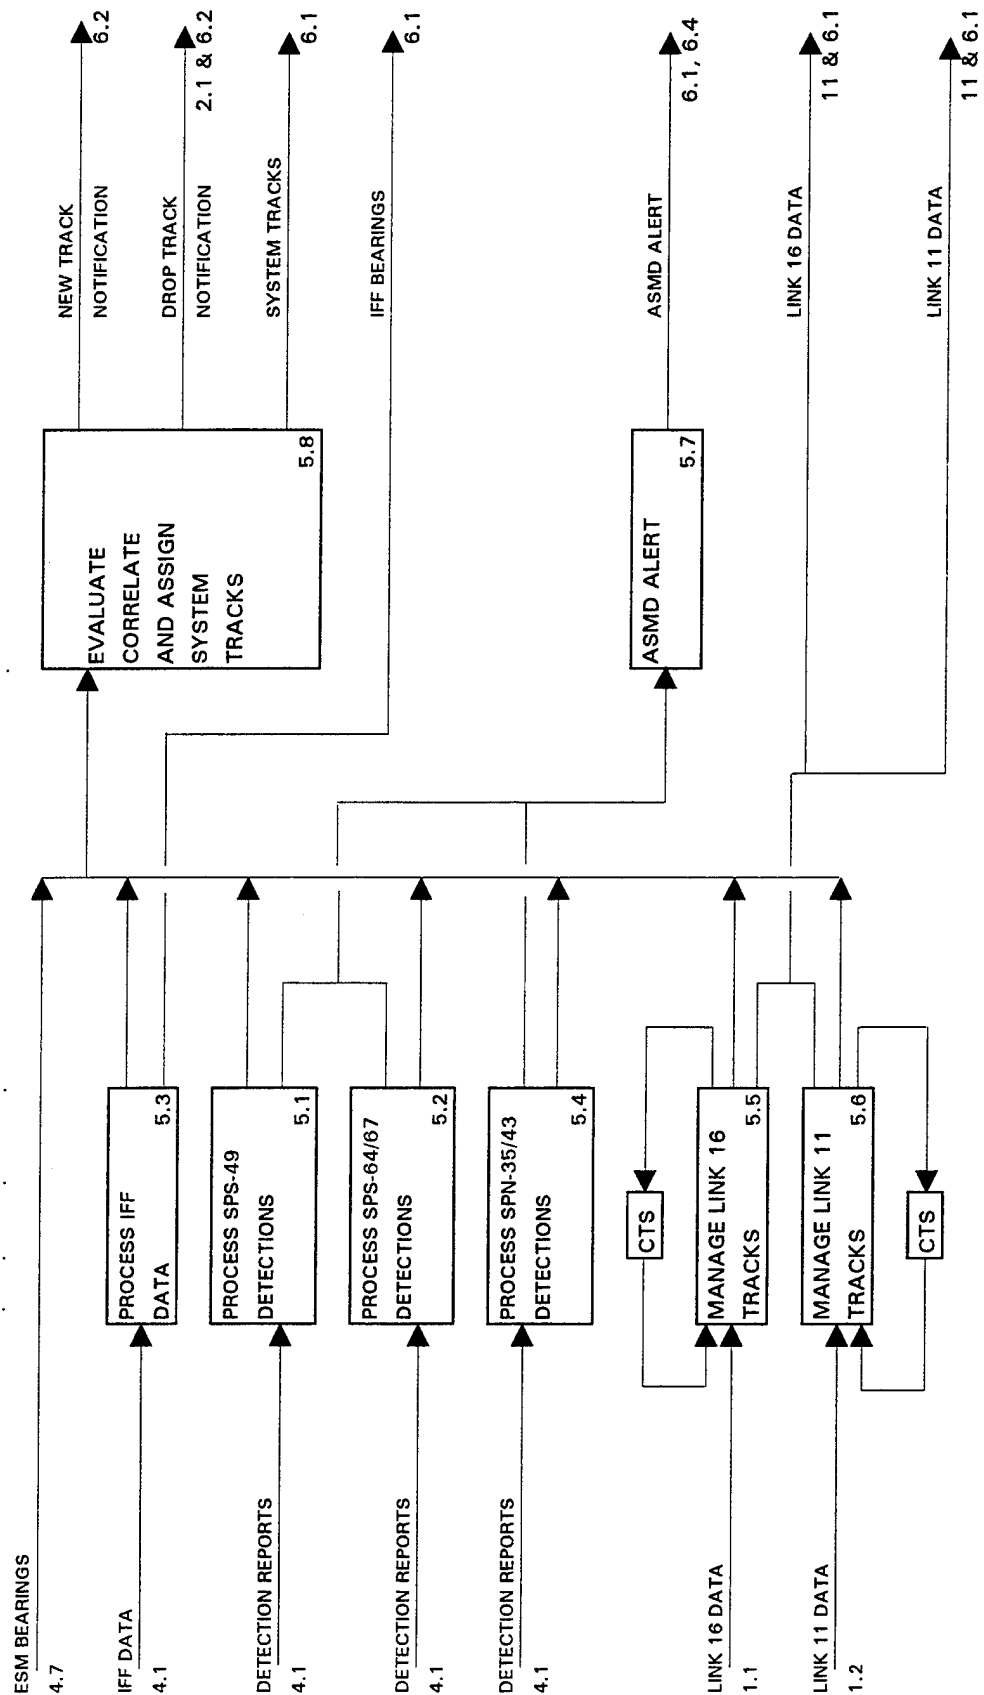 ESM BEARINGS
4.7
IFF DATA
4.1
DETECTION REPORTS
4.1
DETECTION REPORTS
4.1
DETECTION REPORTS
4.1
LINK 16 DATA
1.1
LINK 11 DATA
1.2
PROCESS IFF
DATA
5.3
PROCESS SPS-49
DETECTIONS
5.1
PROCESS SPS-64/67
DETECTIONS
5.2
PROCESS SPN-35/43
DETECTIONS
5.4
CTS
MANAGE LINK 16
TRACKS
5.5
MANAGE LINK 11
TRACKS
5.6
CTS
EVALUATE
CORRELATE
AND ASSIGN
SYSTEM
TRACKS
5.8
ASMD ALERT
5.7
NEW TRACK
NOTIFICATION
6.2
DROP TRACK
NOTIFICATION
2.1 & 6.2
SYSTEM TRACKS
6.1
IFF BEARINGS
6.1
ASMD ALERT
6.1, 6.4
LINK 16 DATA
11 & 6.1
LINK 11 DATA
11 & 6.1